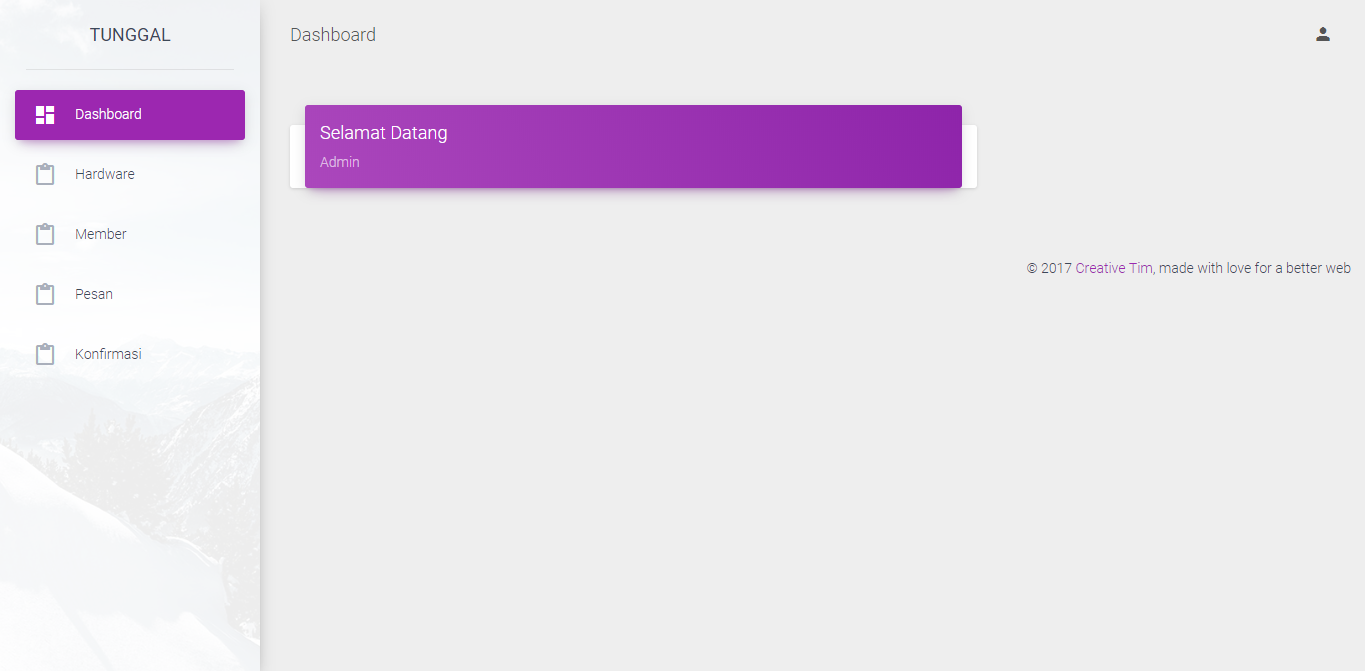 TUNGGAL
Dashboard
Hardware
Member
Pesan
Konfirmasi
Dashboard
Selamat Datang
Admin
© 2017 Creative Tim, made with love for a better web